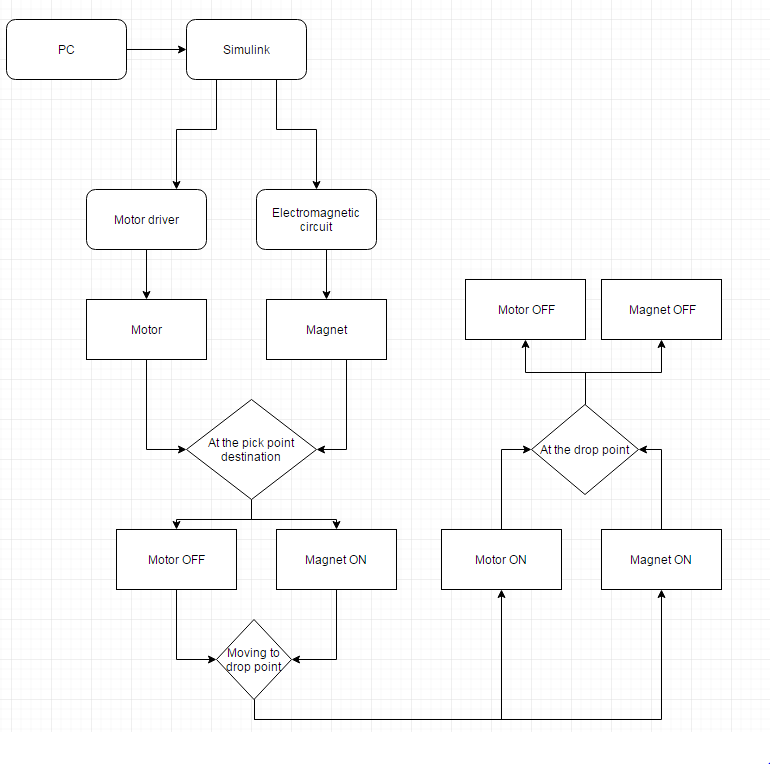 PC
Simulink
Motor driver
Electromagnetic
circuit
Motor
Magnet
Motor OFF
Magnet OFF
At the pick point
destination
At the drop point
Motor OFF
Magnet ON
Motor ON
Magnet ON
Moving to
drop point